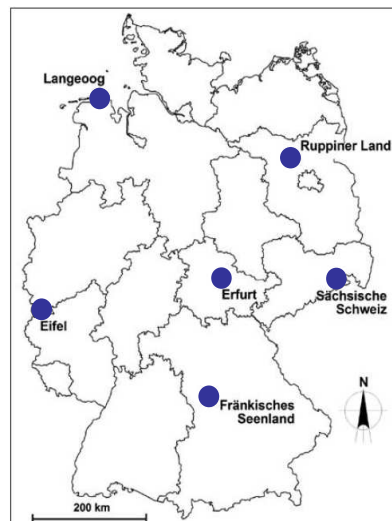 Langeoog
Ruppiner Land
Erfurt
Sächsische
Schweiz
Eifel
Fränkisches
Seenland
N
200 km